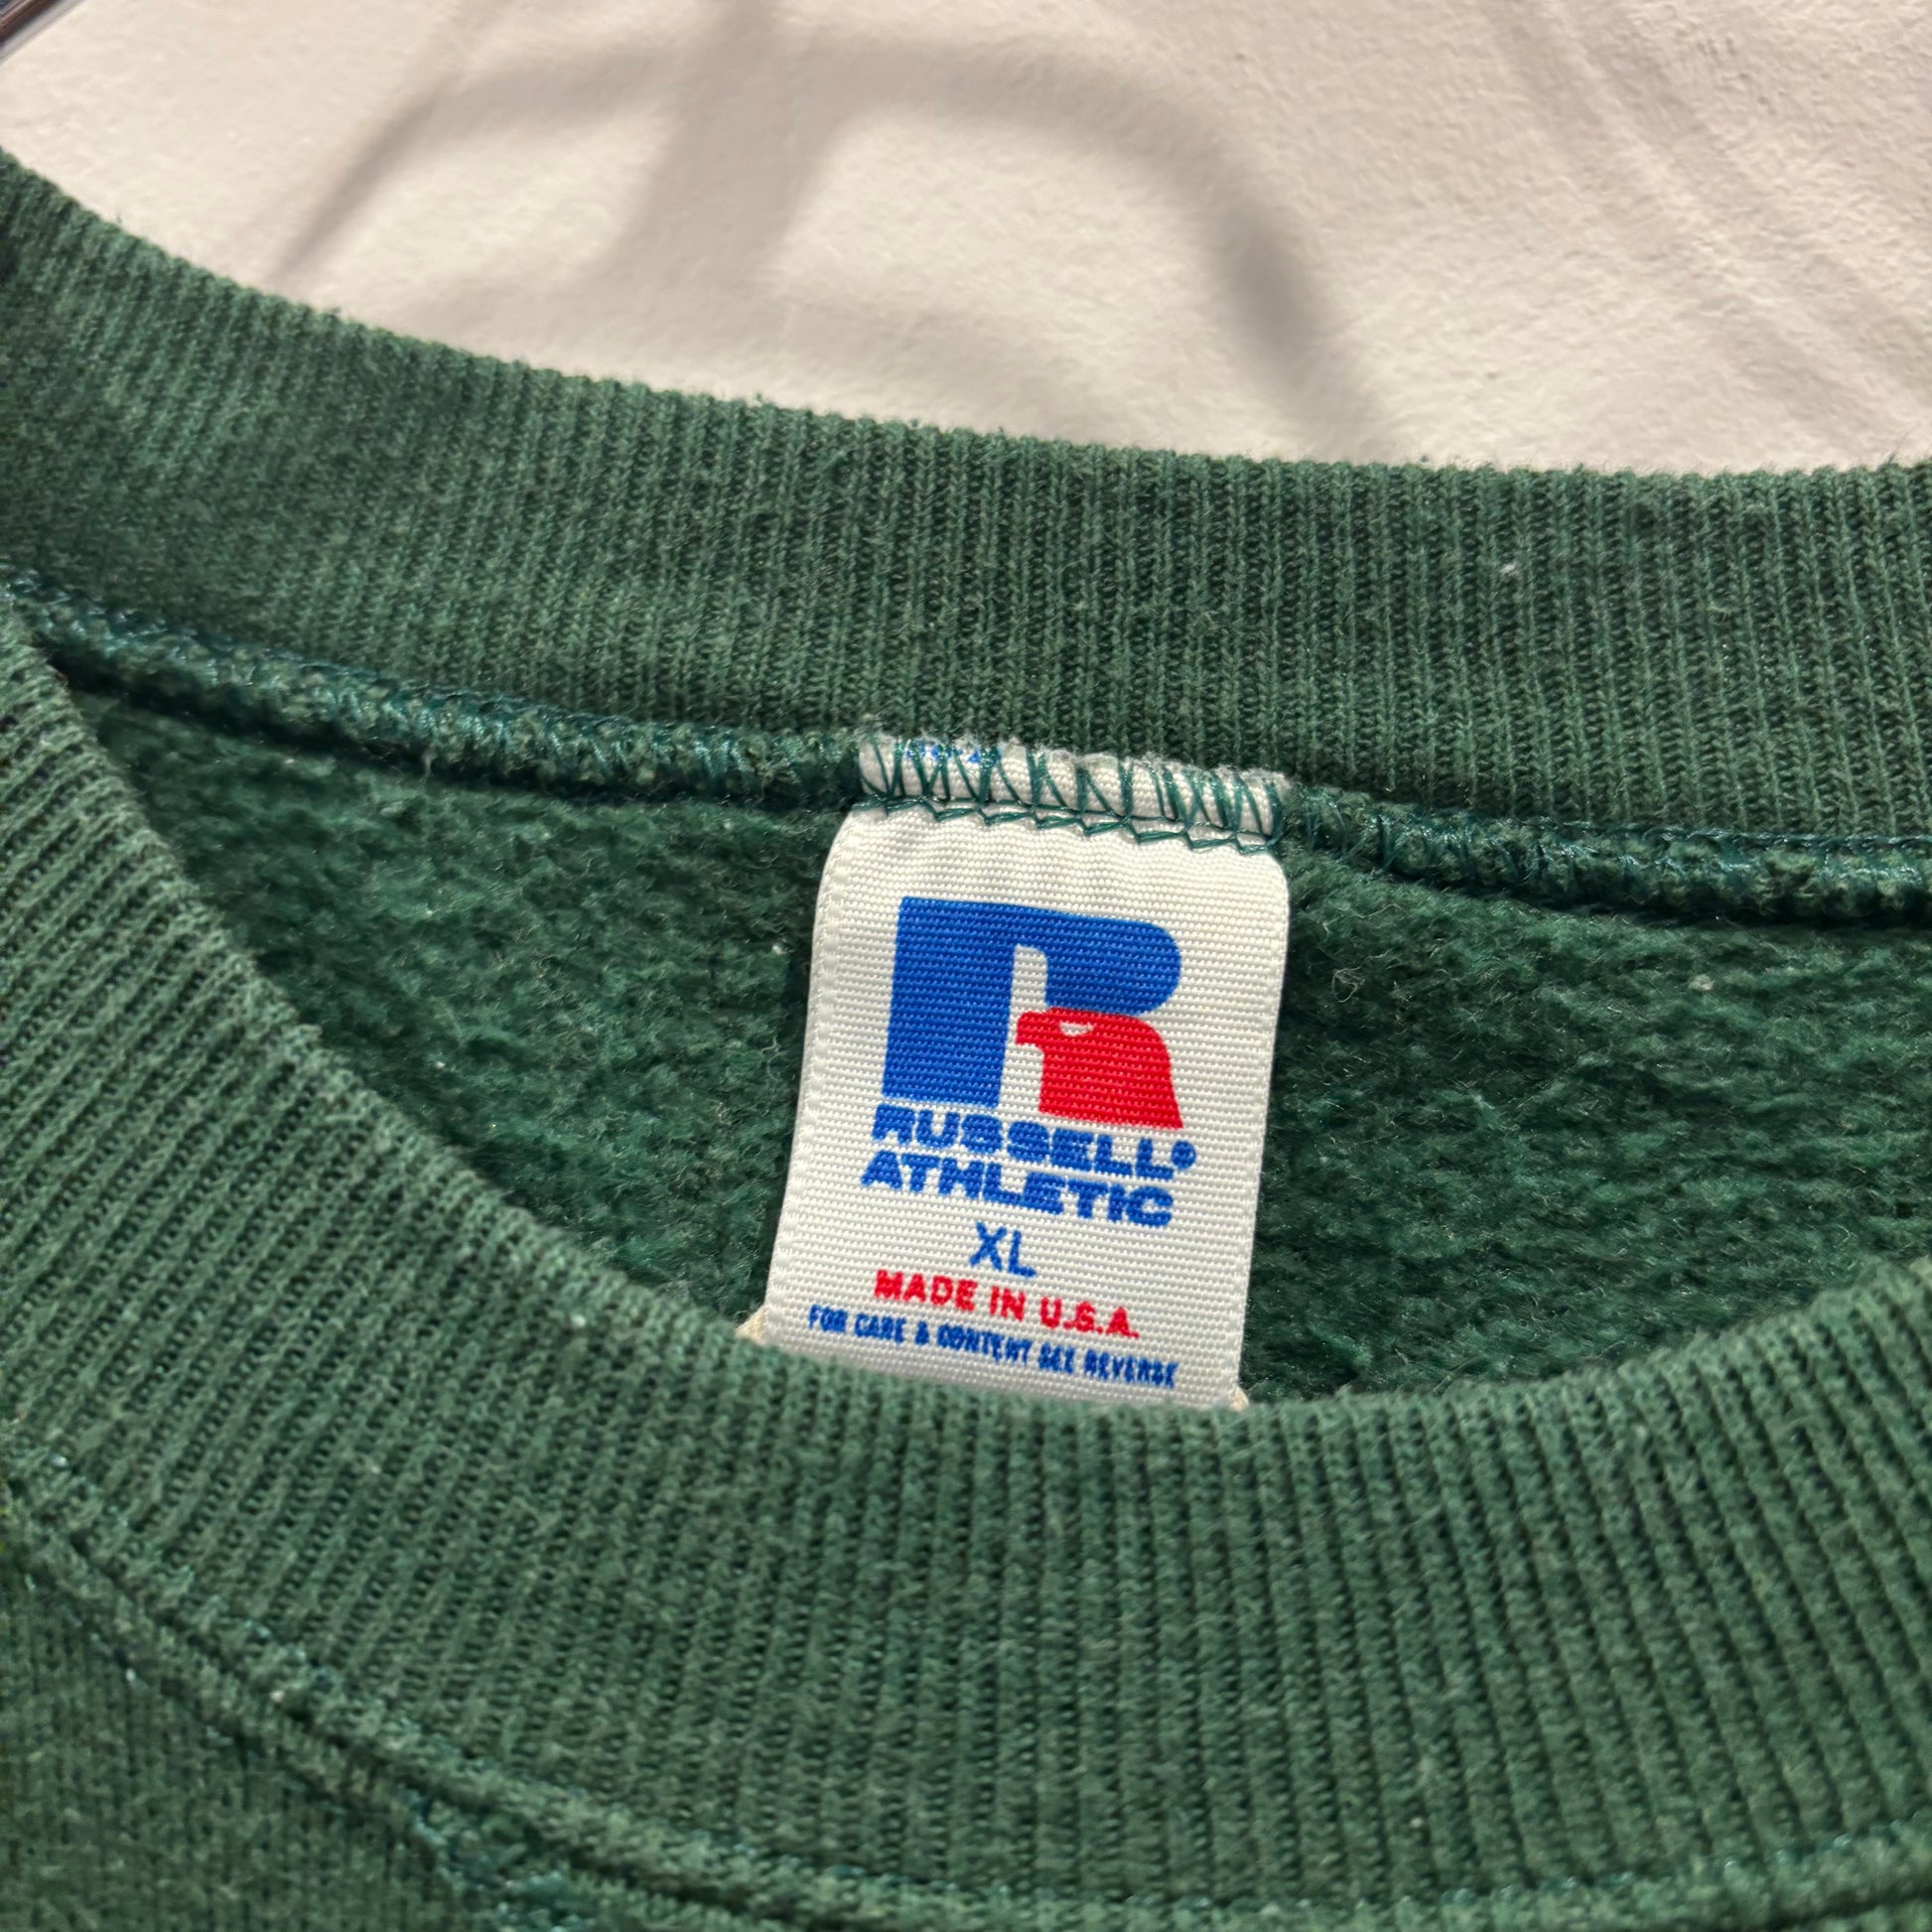 R
RUSSELL®
ATHLETIC
XL
MADE IN U.S.A.
FOR CARE & CONTENT SEE REVERSE